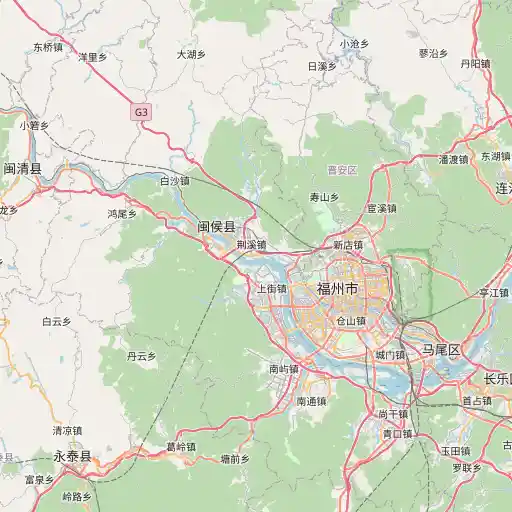 小沧乡
东桥镇
大湖乡
蓼沿乡
洋里乡
日溪乡
丹阳镇
G3
小箬乡
潘渡镇
东湖镇
闽清县
晋安区
白沙镇
连江
寿山乡
龙乡
鸿尾乡
宦溪镇
闽侯县
荆溪镇
新店镇
上街镇
福州市
亭江镇
白云乡
仓山镇
马尾区
丹云乡
城门镇
南屿镇
长乐区
南通镇
首占镇
尚干镇
清凉镇
青口镇
葛岭镇
古
永泰县
塘前乡
玉田镇
泰县
罗联乡
富泉乡
岭路乡